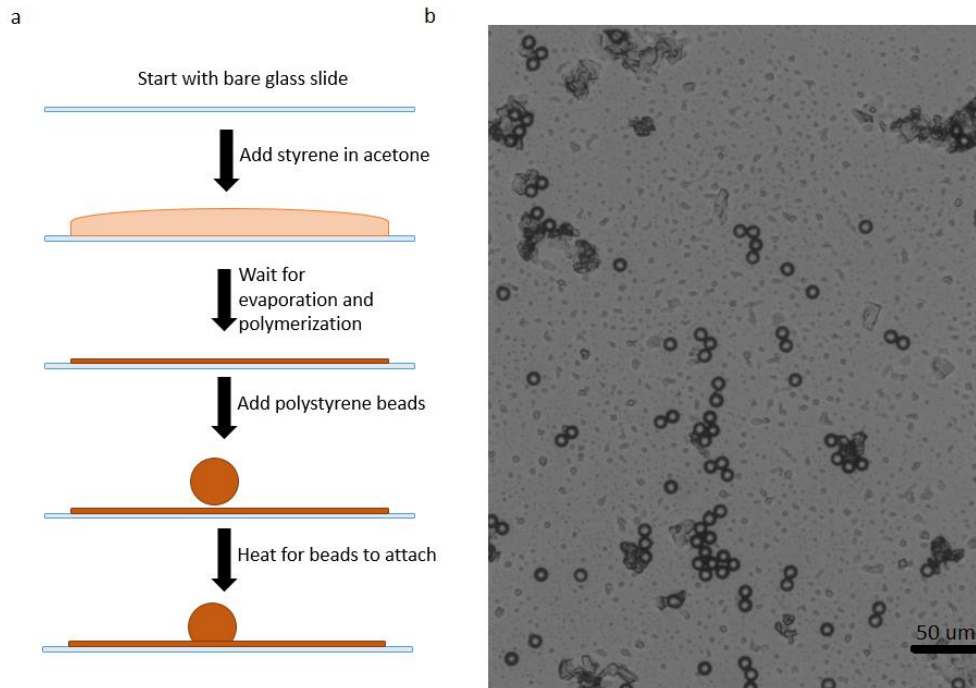 a
b
Start with bare glass slide
Add styrene in acetone
Wait for
evaporation and
polymerization
Add polystyrene beads
Heat for beads to attach
50 um